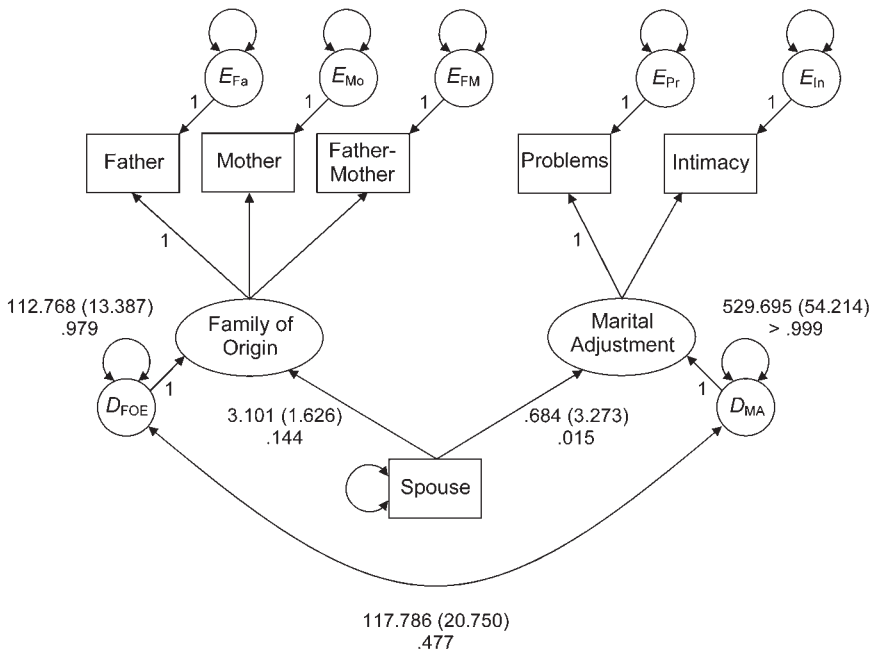 E_Fa
E_Mo
E_FM
E_Pr
E_In
1
1
1
1
1
Father
Mother
Father-
Mother
Problems
Intimacy
1
1
112.768 (13.387)
.979
Family of
Origin
Marital
Adjustment
529.695 (54.214)
> .999
1
1
D_FOE
D_MA
3.101 (1.626)
.144
.684 (3.273)
.015
Spouse
117.786 (20.750)
.477